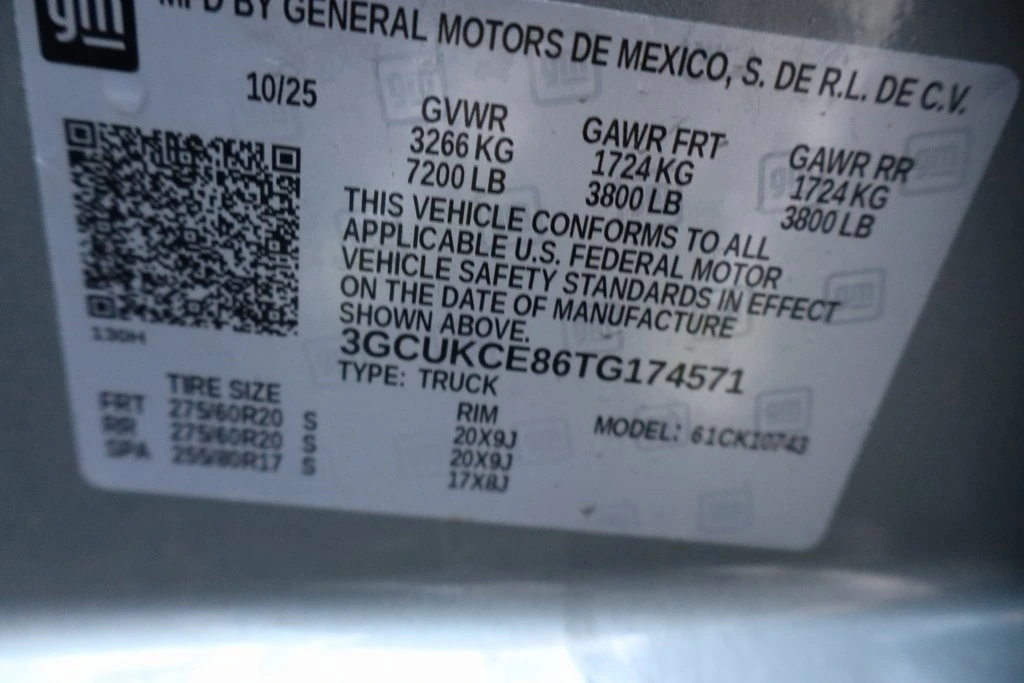 gm
MFD BY GENERAL MOTORS DE MEXICO, S. DE R.L. DE C.V.
10/25
GVWR
3266 KG
7200 LB
GAWR FRT
1724 KG
3800 LB
GAWR RR
1724 KG
3800 LB
THIS VEHICLE CONFORMS TO ALL
APPLICABLE U.S. FEDERAL MOTOR
VEHICLE SAFETY STANDARDS IN EFFECT
ON THE DATE OF MANUFACTURE
SHOWN ABOVE.
130H
3GCUKCE86TG174571
TYPE: TRUCK
MODEL: 61CK10743
TIRE SIZE RIM
FRT 275/60R20 S 20X9J
RR 275/60R20 S 20X9J
SPA 255/80R17 S 17X8J